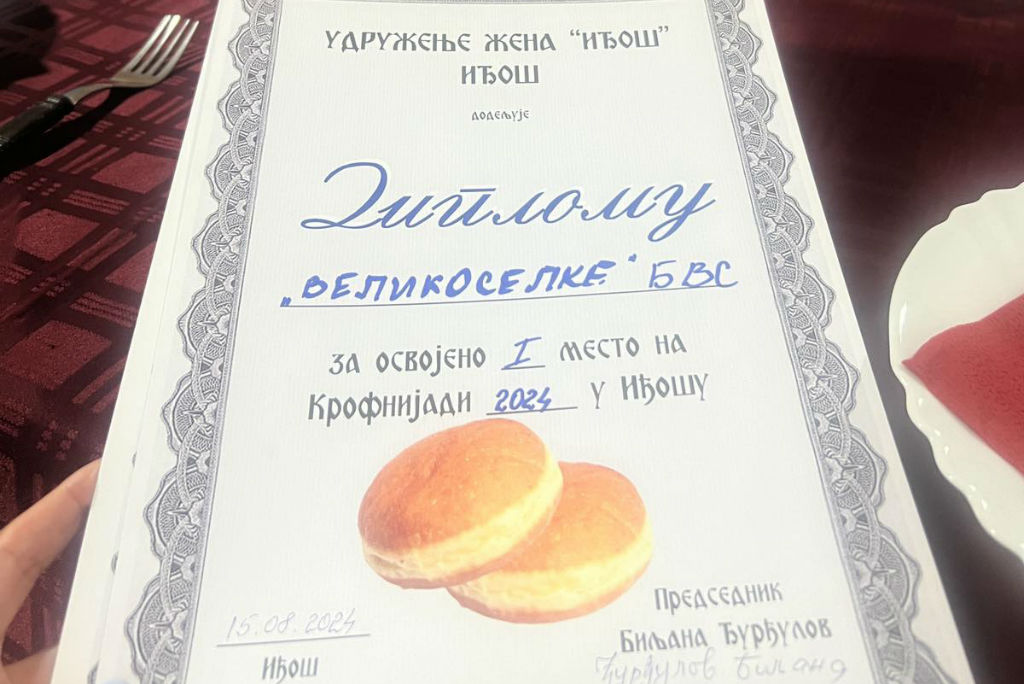 УДРУЖЕЊЕ ЖЕНА “ИЂОШ”
ИЂОШ
додељује
Диплому
„ВЕЛИКОСЕЛКЕ“ БВС
за освојено I место на
Крофнијади 2024 у Иђошу
15.08.2024
Иђош
Председник
Биљана Ђурђулов
Ђурђулов Биљана